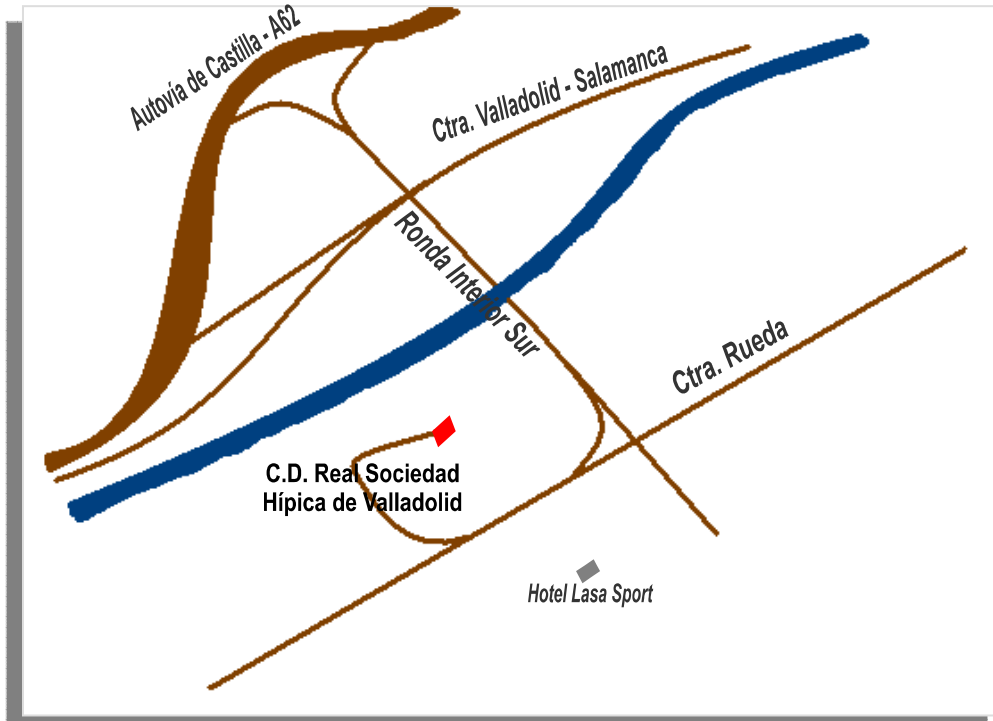 Autovía de Castilla - A62
Ctra. Valladolid - Salamanca
Ronda Interior Sur
Ctra. Rueda
C.D. Real Sociedad
Hípica de Valladolid
Hotel Lasa Sport